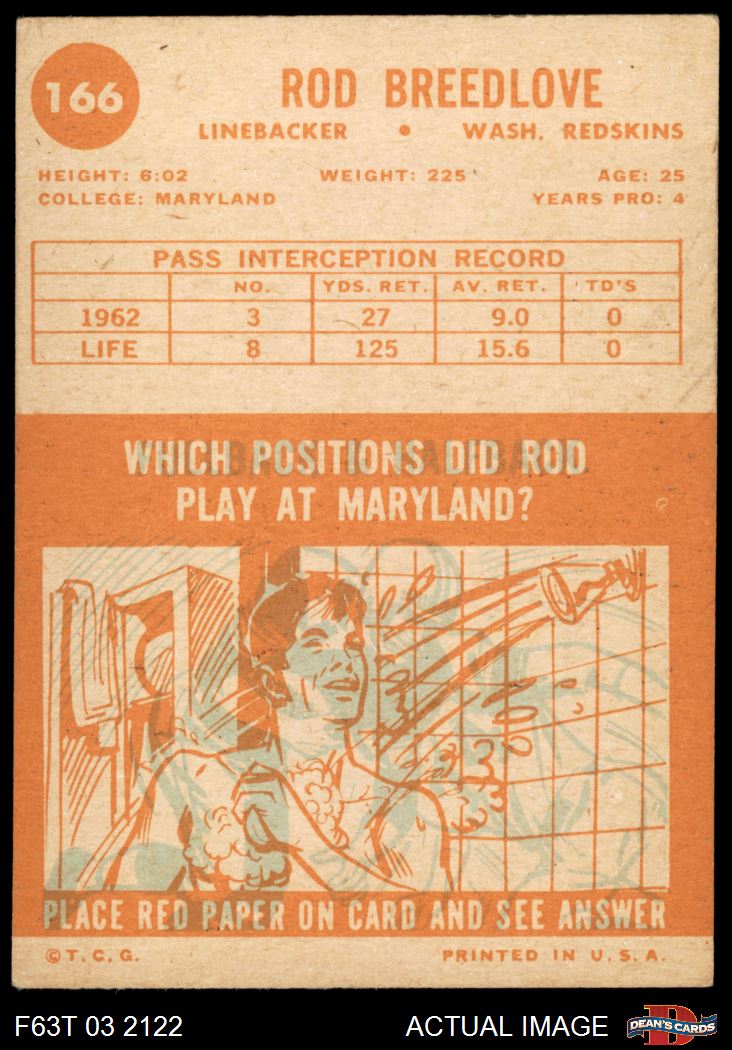 166
ROD BREEDLOVE
LINEBACKER • WASH. REDSKINS
HEIGHT: 6:02 WEIGHT: 225 AGE: 25
COLLEGE: MARYLAND YEARS PRO: 4
PASS INTERCEPTION RECORD
NO. YDS. RET. AV. RET. TD'S
1962 3 27 9.0 0
LIFE 8 125 15.6 0
WHICH POSITIONS DID ROD
PLAY AT MARYLAND?
PLACE RED PAPER ON CARD AND SEE ANSWER
© T. C. G. PRINTED IN U. S. A.
F63T 03 2122 ACTUAL IMAGE
D
DEAN'S CARDS